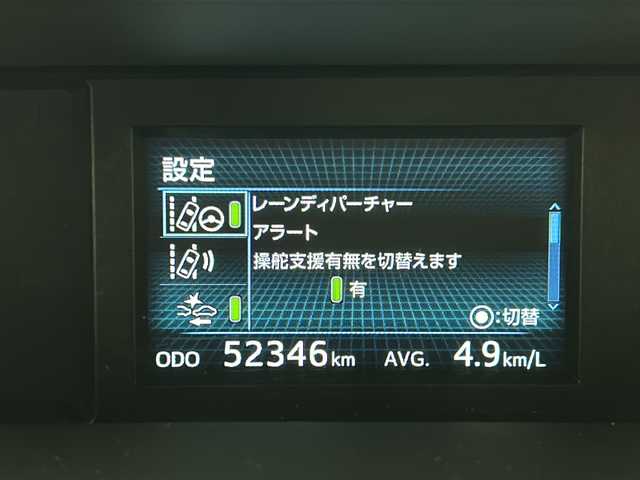 設定
レーンディパーチャー
アラート
操舵支援有無を切替えます
有
:切替
ODO 52346km AVG. 4.9km/L